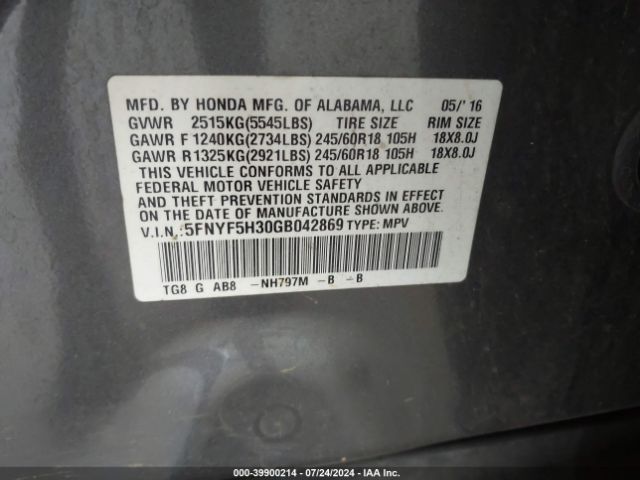 MFD. BY HONDA MFG. OF ALABAMA, LLC 05/'16
GVWR 2515KG(5545LBS) TIRE SIZE RIM SIZE
GAWR F 1240KG(2734LBS) 245/60R18 105H 18X8.0J
GAWR R1325KG(2921LBS) 245/60R18 105H 18X8.0J
THIS VEHICLE CONFORMS TO ALL APPLICABLE
FEDERAL MOTOR VEHICLE SAFETY
AND THEFT PREVENTION STANDARDS IN EFFECT
ON THE DATE OF MANUFACTURE SHOWN ABOVE.
V.I.N.:5FNYF5H30GB042869 TYPE: MPV
TG8 G AB8 -NH797M -B -B
000-39900214 - 07/24/2024 - IAA Inc.